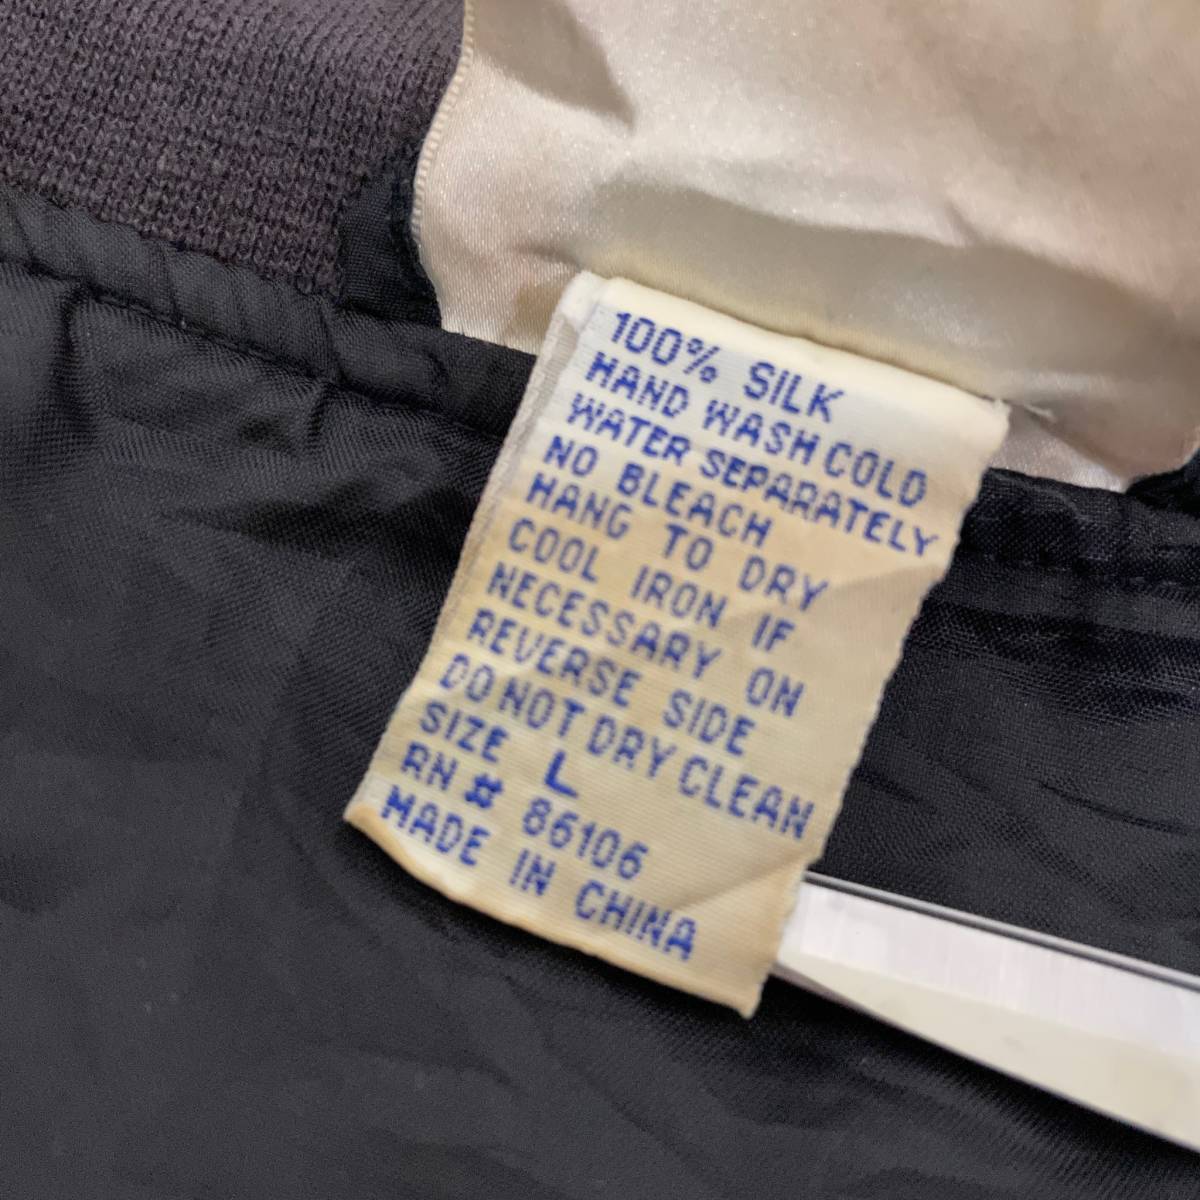 100% SILK
HAND WASH COLD
WATER SEPARATELY
NO BLEACH
HANG TO DRY
COOL IRON IF
NECESSARY ON
REVERSE SIDE
DO NOT DRY CLEAN
SIZE L
RN # 86106
MADE IN CHINA